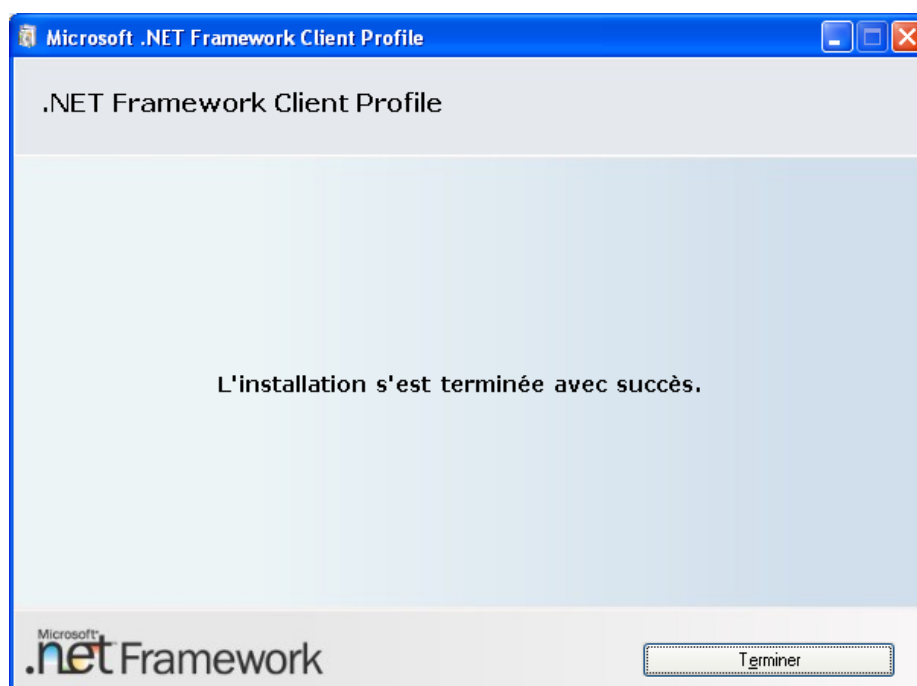 Microsoft .NET Framework Client Profile
.NET Framework Client Profile
L'installation s'est terminée avec succès.
Microsoft
.net Framework
Terminer